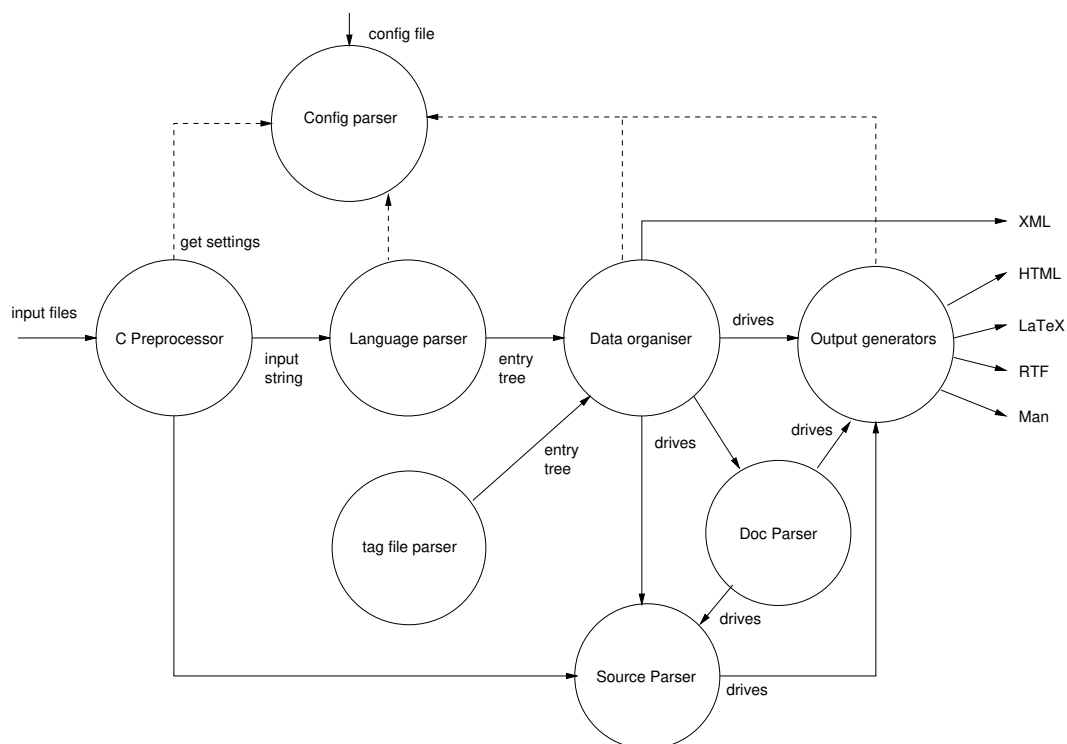 config file
Config parser
get settings
XML
HTML
input files
drives
LaTeX
C Preprocessor
Language parser
Data organiser
Output generators
input
string
entry
tree
RTF
Man
drives
drives
entry
tree
tag file parser
Doc Parser
drives
Source Parser
drives